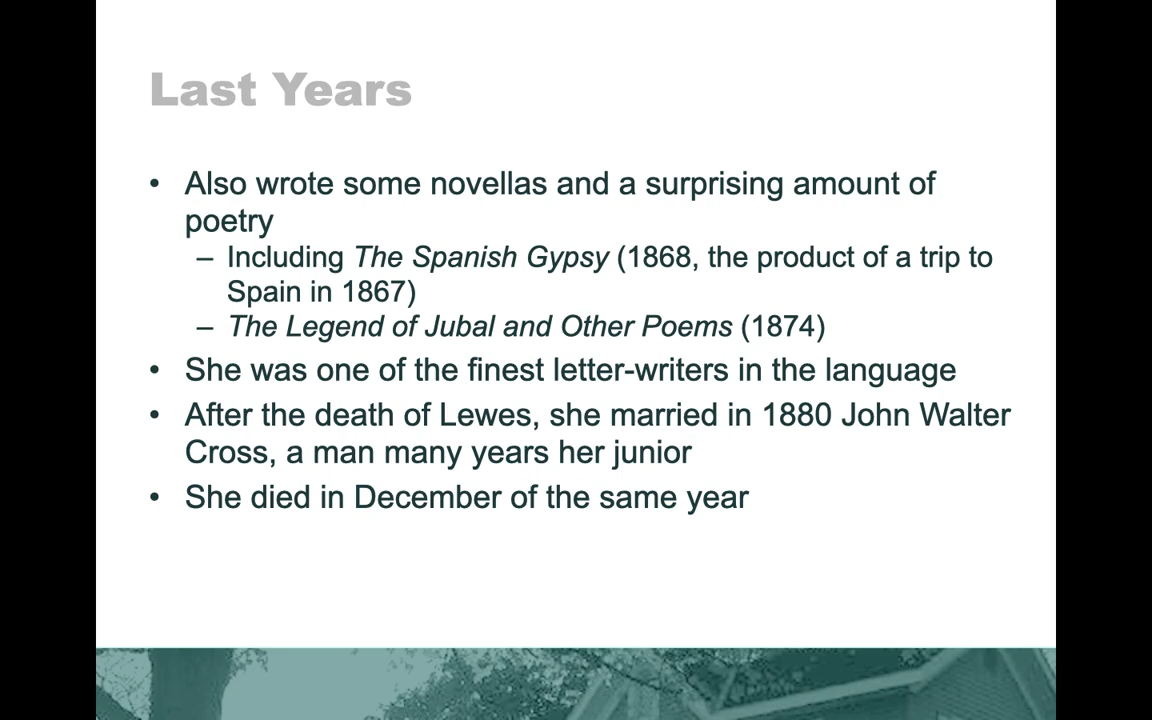 Last Years
• Also wrote some novellas and a surprising amount of
poetry
– Including The Spanish Gypsy (1868, the product of a trip to
Spain in 1867)
– The Legend of Jubal and Other Poems (1874)
• She was one of the finest letter-writers in the language
• After the death of Lewes, she married in 1880 John Walter
Cross, a man many years her junior
• She died in December of the same year